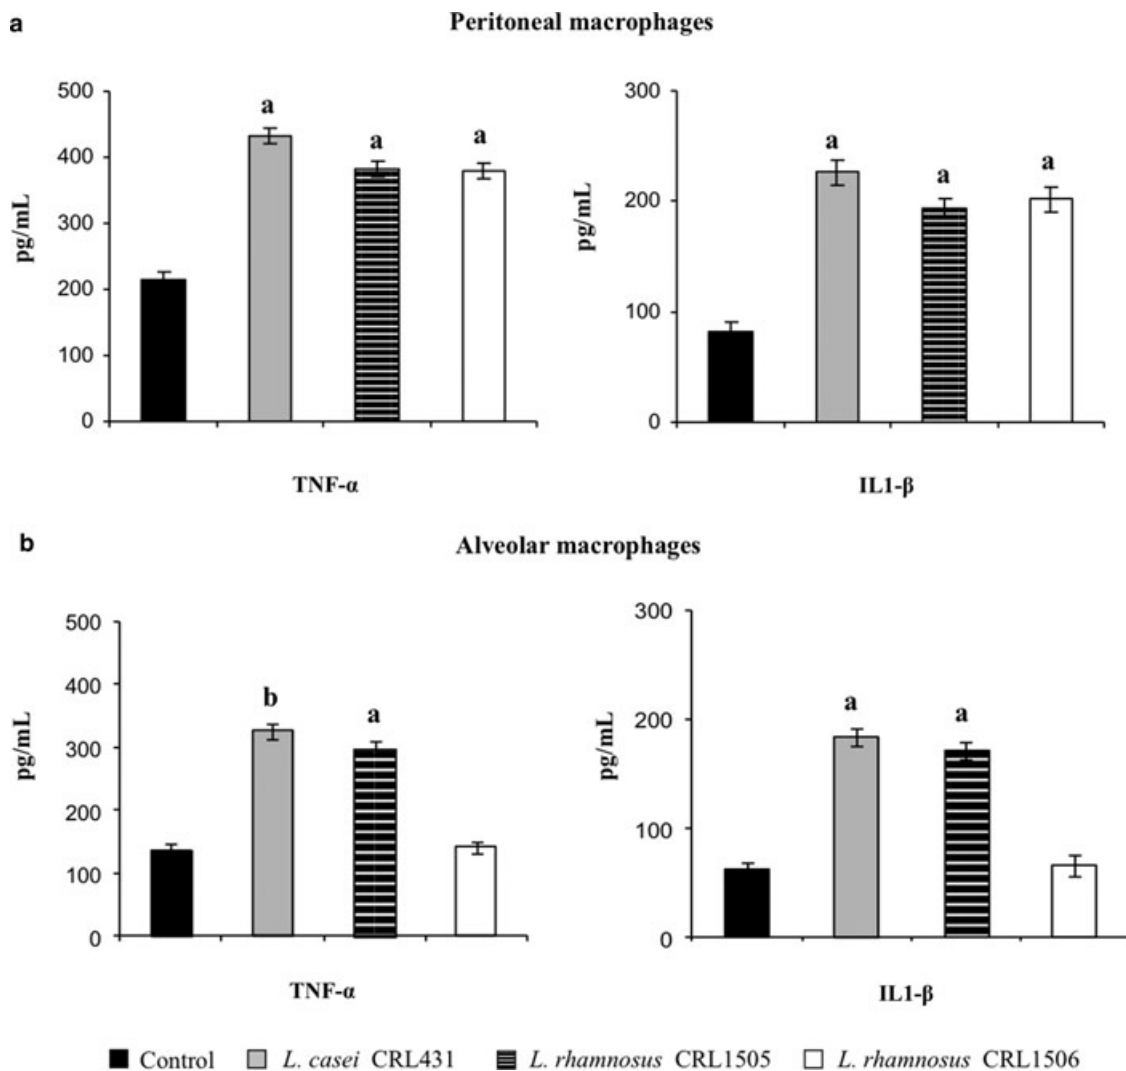 a
Peritoneal macrophages
500
400
300
200
100
0
pg/mL
a
a
a
TNF-α
300
200
100
0
pg/mL
a
a
a
IL1-β
b
Alveolar macrophages
500
400
300
200
100
0
pg/mL
b
a
TNF-α
300
200
100
0
pg/mL
a
a
IL1-β
Control L. casei CRL431 L. rhamnosus CRL1505 L. rhamnosus CRL1506